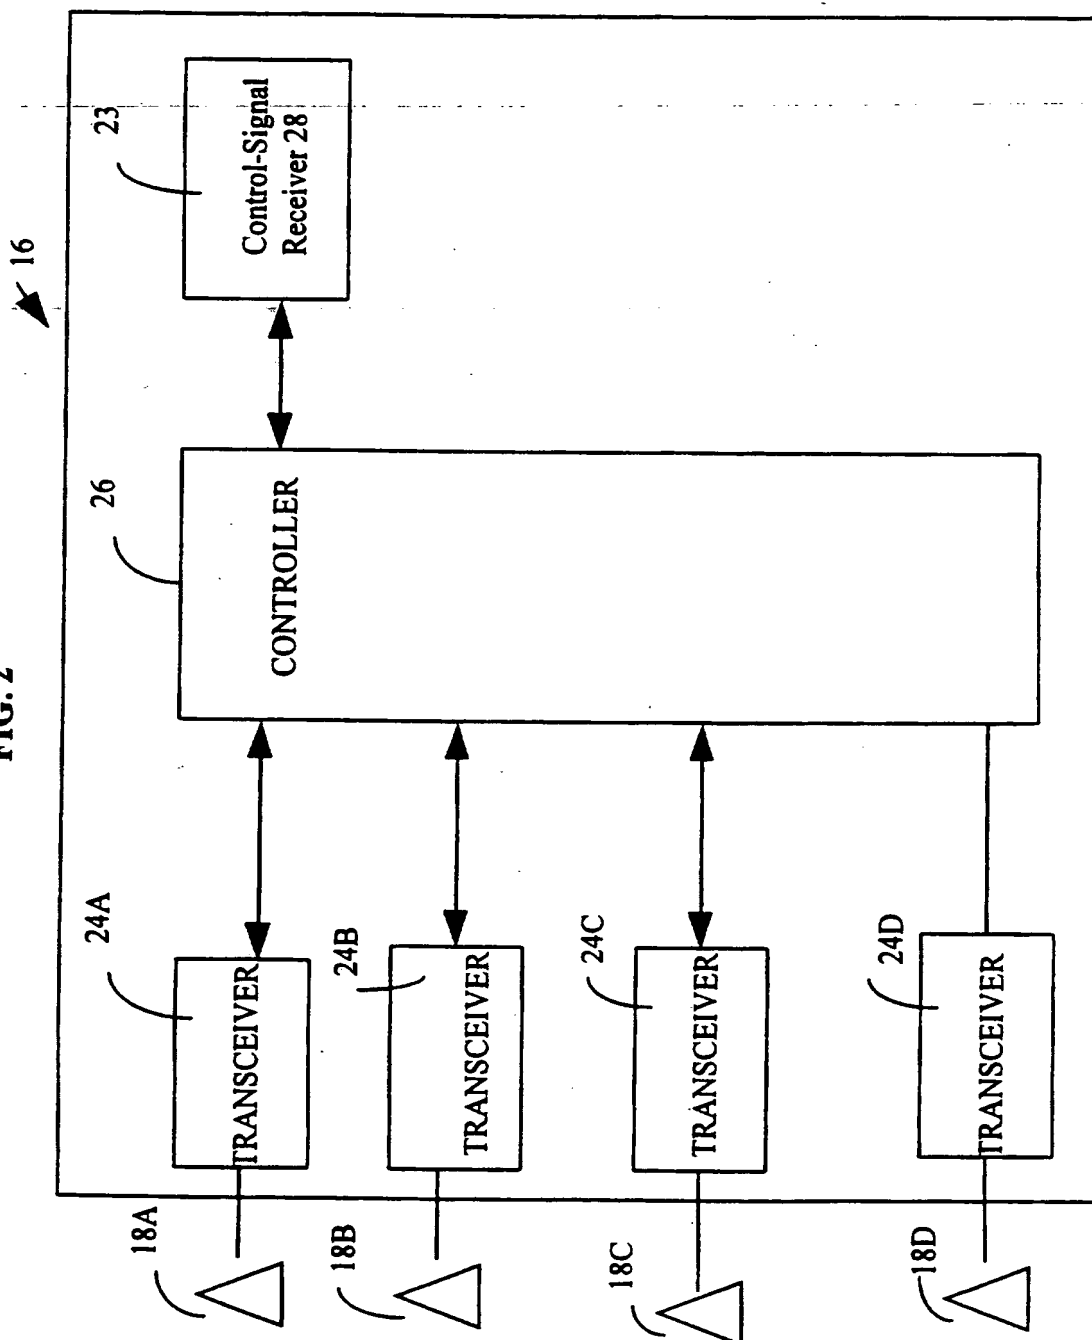 FIG. 2
16
18A
24A
TRANSCEIVER
26
CONTROLLER
23
Control-Signal
Receiver 28
18B
24B
TRANSCEIVER
18C
24C
TRANSCEIVER
18D
24D
TRANSCEIVER